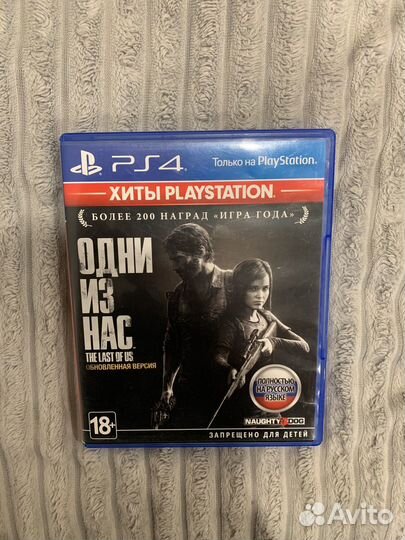 PS4
Только на PlayStation
ХИТЫ PLAYSTATION
БОЛЕЕ 200 НАГРАД «ИГРА ГОДА»
ОДНИ
ИЗ
НАС
THE LAST OF US
ОБНОВЛЕННАЯ ВЕРСИЯ
ПОЛНОСТЬЮ
НА РУССКОМ
ЯЗЫКЕ
18+
NAUGHTY DOG
ЗАПРЕЩЕНО ДЛЯ ДЕТЕЙ
Avito